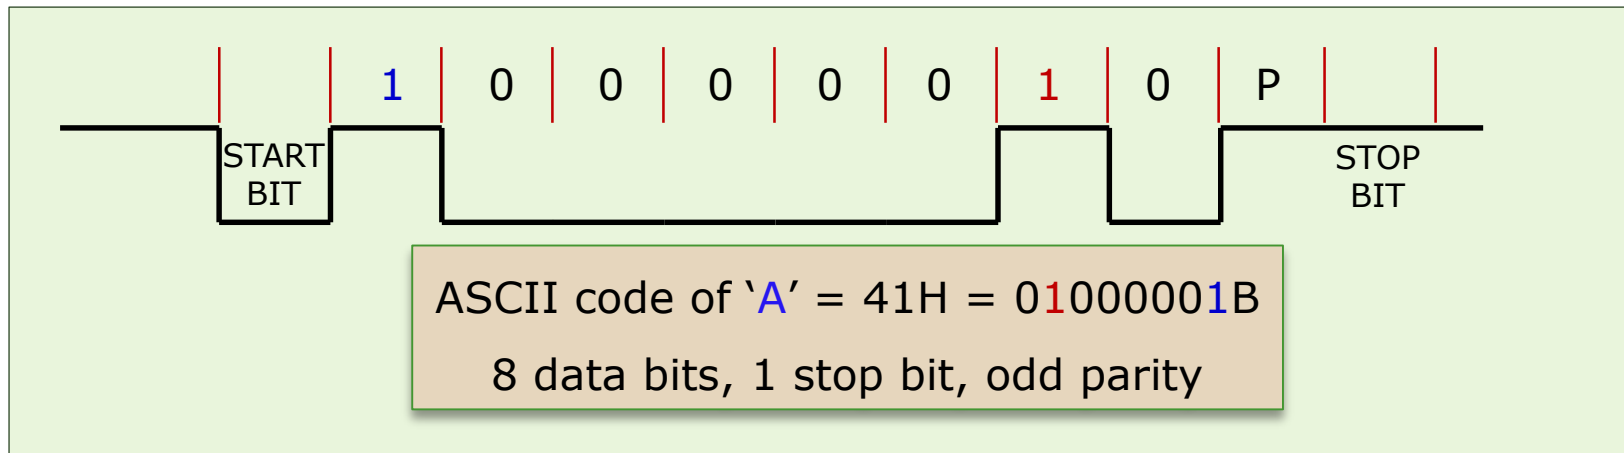 1 0 0 0 0 0 1 0 P
START
BIT
STOP
BIT
ASCII code of ‘A’ = 41H = 01000001B
8 data bits, 1 stop bit, odd parity